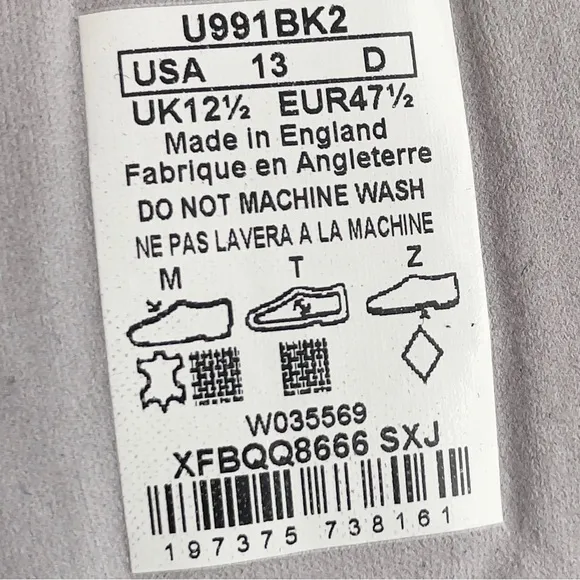 U991BK2
USA 13 D
UK12½ EUR47½
Made in England
Fabrique en Angleterre
DO NOT MACHINE WASH
NE PAS LAVERA A LA MACHINE
M T Z
W035569
XFBQQ8666 SXJ
197375 738161